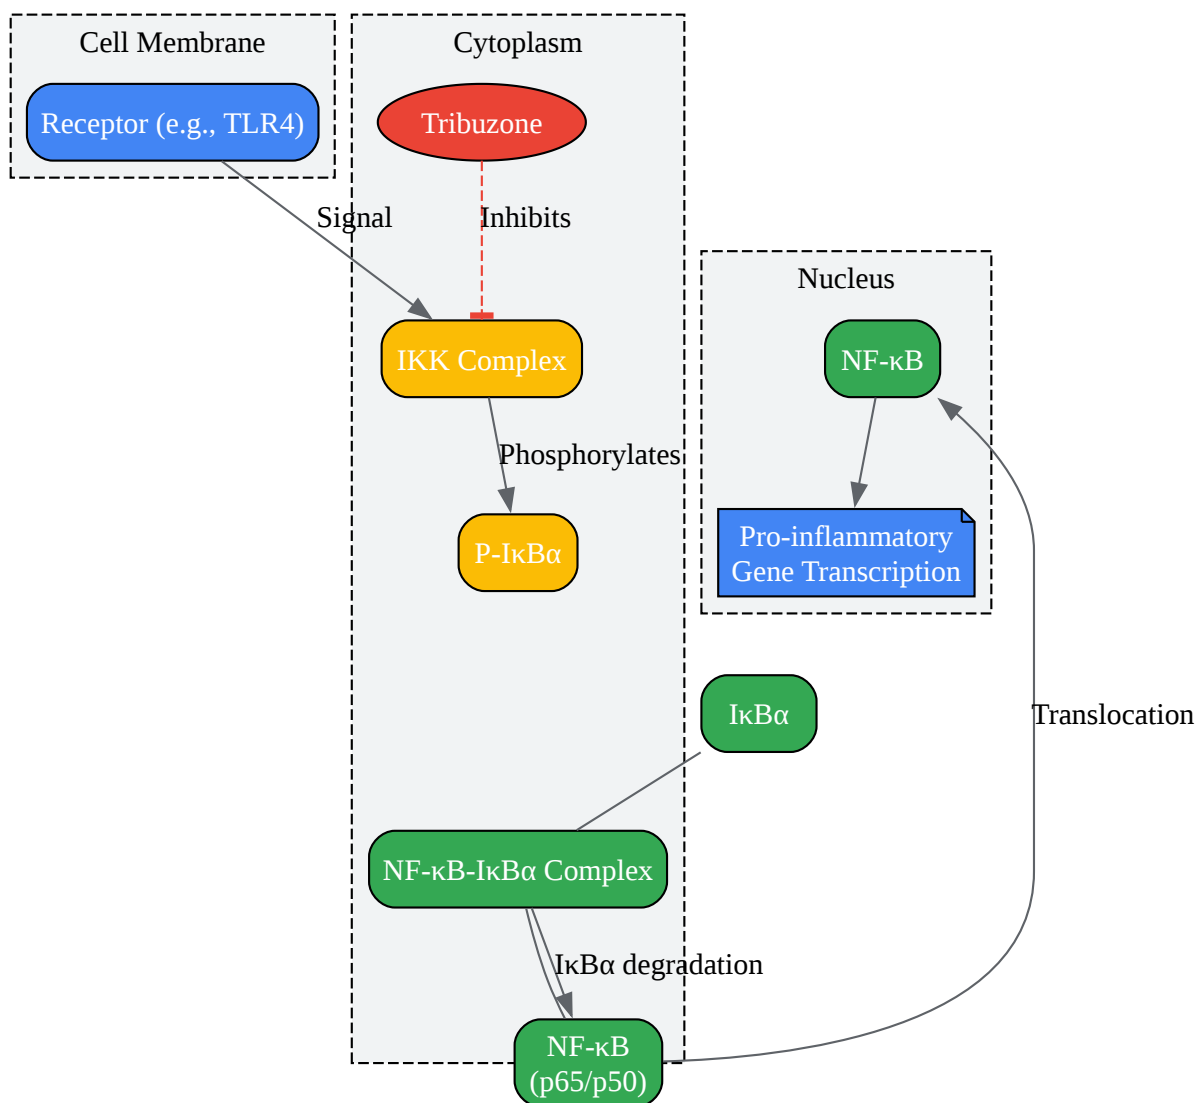 Cell Membrane
Receptor (e.g., TLR4)
Cytoplasm
Tribuzone
Signal
Inhibits
IKK Complex
Phosphorylates
P-IκBα
Nucleus
NF-κB
Pro-inflammatory
Gene Transcription
IκBα
Translocation
NF-κB-IκBα Complex
IκBα degradation
NF-κB
(p65/p50)